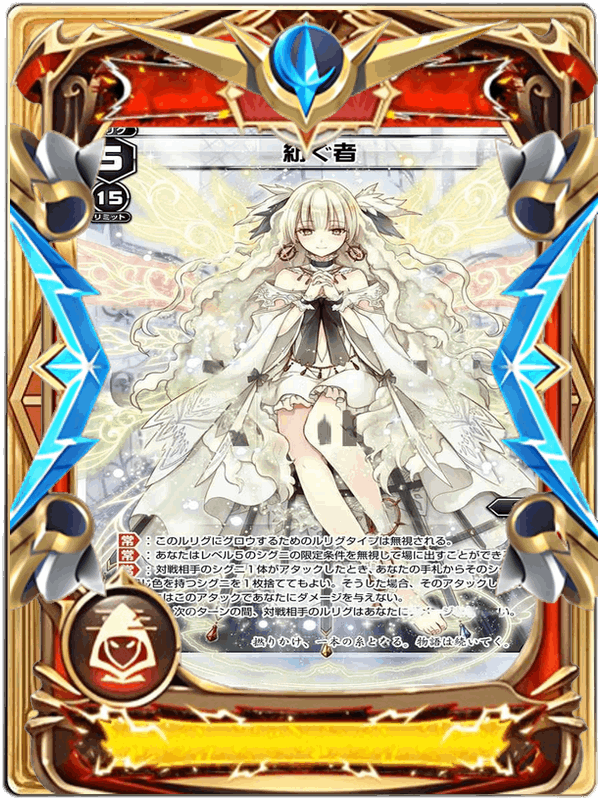 紡ぐ者
5
15
リミット
常：このルリグにグロウするためのルリグタイプは無視される。
常：あなたはレベル５のシグニの限定条件を無視して場に出すことができ
常：対戦相手のシグニ１体がアタックしたとき、あなたの手札からそのシ
色を持つシグニを１枚捨ててもよい。そうした場合、そのアタックし
はこのアタックであなたにダメージを与えない。
次のターンの間、対戦相手のルリグはあなたに い。
撚りかけ、一本の糸となる。物語は続いてく。